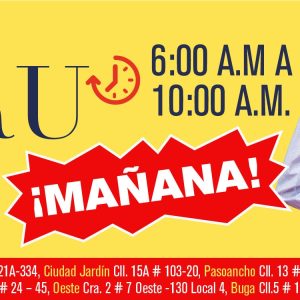 U
6:00 A.M A
10:00 A.M.
¡MAÑANA!
21A-334, Ciudad Jardín Cll. 15A # 103-20, Pasoancho Cll. 13 #
# 24 – 45, Oeste Cra. 2 # 7 Oeste -130 Local 4, Buga Cll.5 # 1